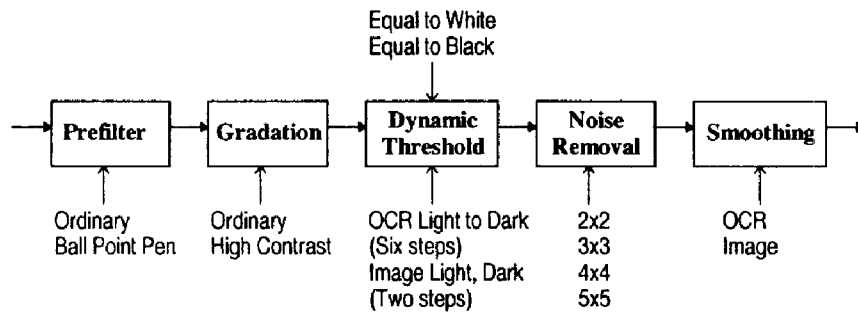 Equal to White
Equal to Black
Prefilter
Gradation
Dynamic
Threshold
Noise
Removal
Smoothing
Ordinary
Ball Point Pen
Ordinary
High Contrast
OCR Light to Dark
(Six steps)
Image Light, Dark
(Two steps)
2x2
3x3
4x4
5x5
OCR
Image